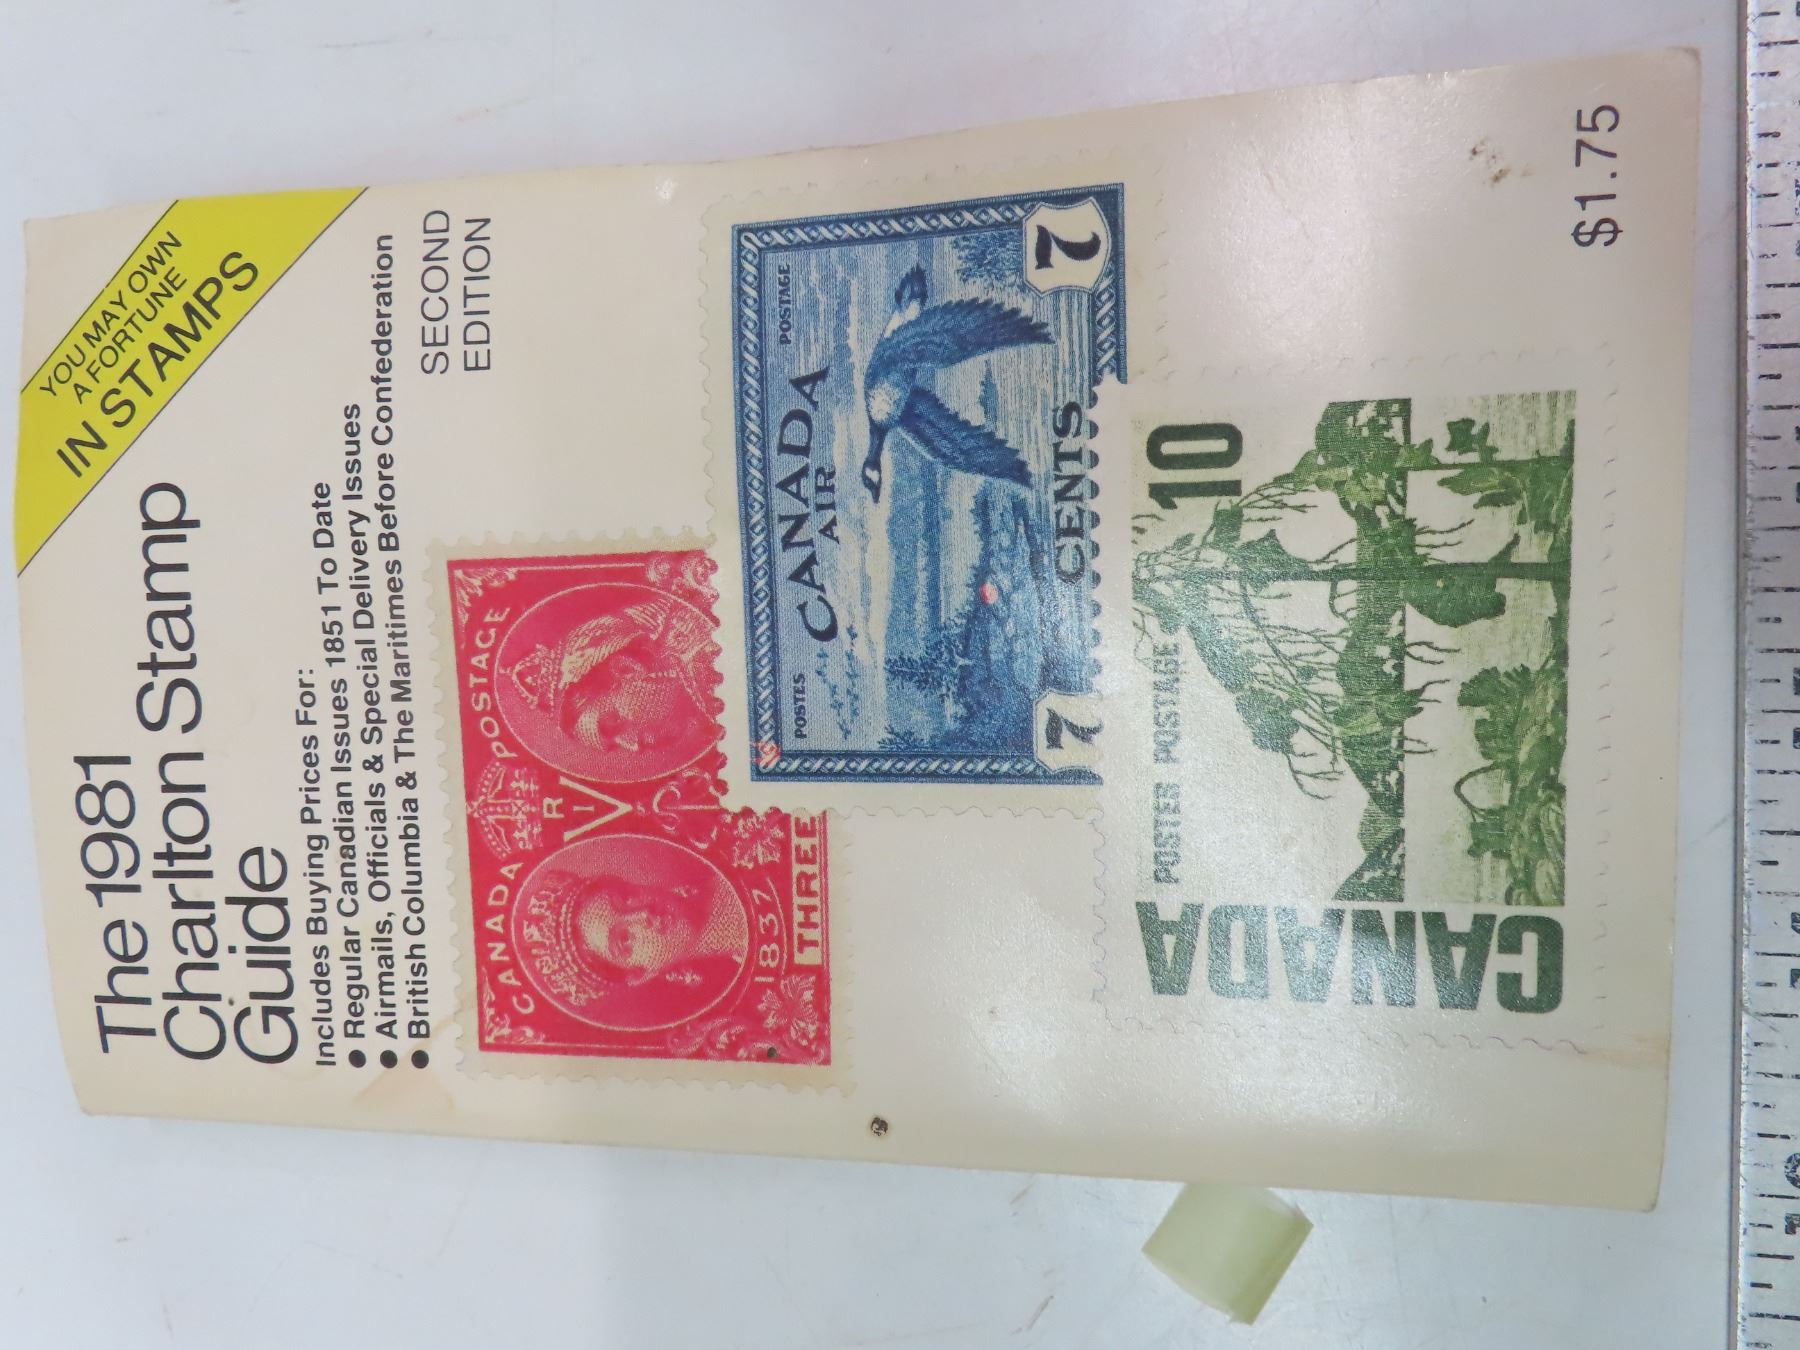 YOU MAY OWN
A FORTUNE
IN STAMPS
The 1981
Charlton Stamp
Guide
Includes Buying Prices For:
● Regular Canadian Issues 1851 To Date
● Airmails, Officials & Special Delivery Issues
● British Columbia & The Maritimes Before Confederation
SECOND
EDITION
CANADA POSTAGE
V R I
1837
THREE
POSTES POSTAGE
CANADA
AIR
7 CENTS 7
POSTES POSTAGE
10
CANADA
$1.75